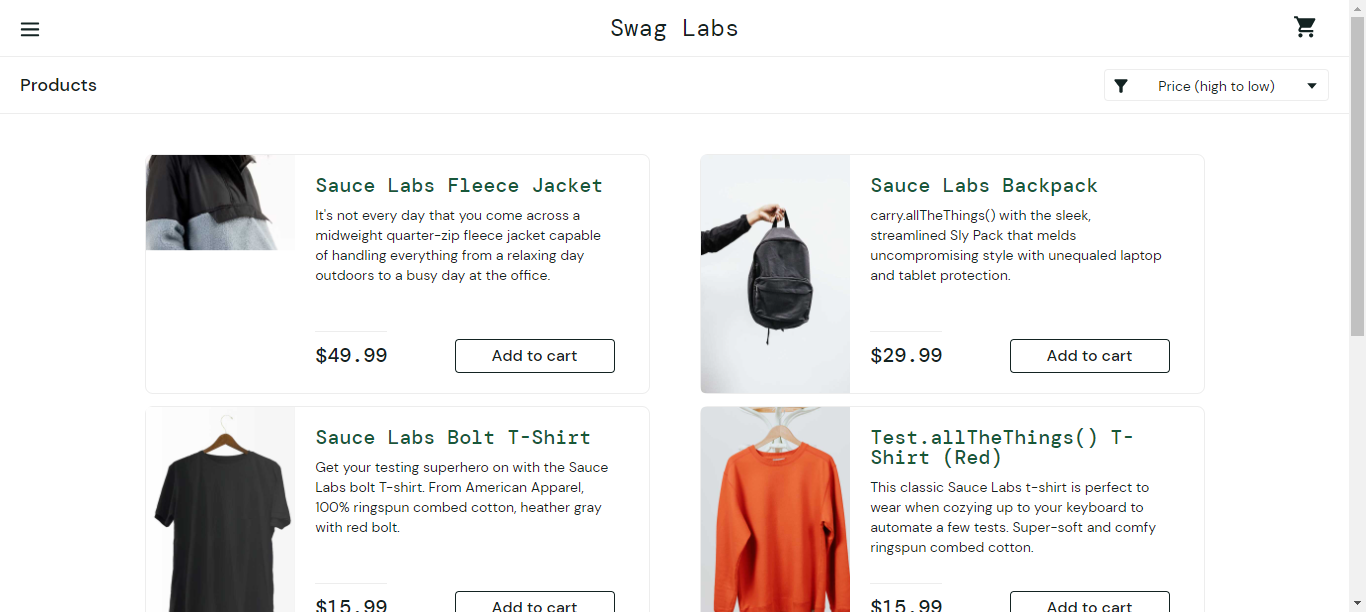 Swag Labs
Products
Price (high to low)
Sauce Labs Fleece Jacket
It's not every day that you come across a
midweight quarter-zip fleece jacket capable
of handling everything from a relaxing day
outdoors to a busy day at the office.
$49.99
Add to cart
Sauce Labs Backpack
carry.allTheThings() with the sleek,
streamlined Sly Pack that melds
uncompromising style with unequaled laptop
and tablet protection.
$29.99
Add to cart
Sauce Labs Bolt T-Shirt
Get your testing superhero on with the Sauce
Labs bolt T-shirt. From American Apparel,
100% ringspun combed cotton, heather gray
with red bolt.
$15.99
Add to cart
Test.allTheThings() T-
Shirt (Red)
This classic Sauce Labs t-shirt is perfect to
wear when cozying up to your keyboard to
automate a few tests. Super-soft and comfy
ringspun combed cotton.
$15.99
Add to cart